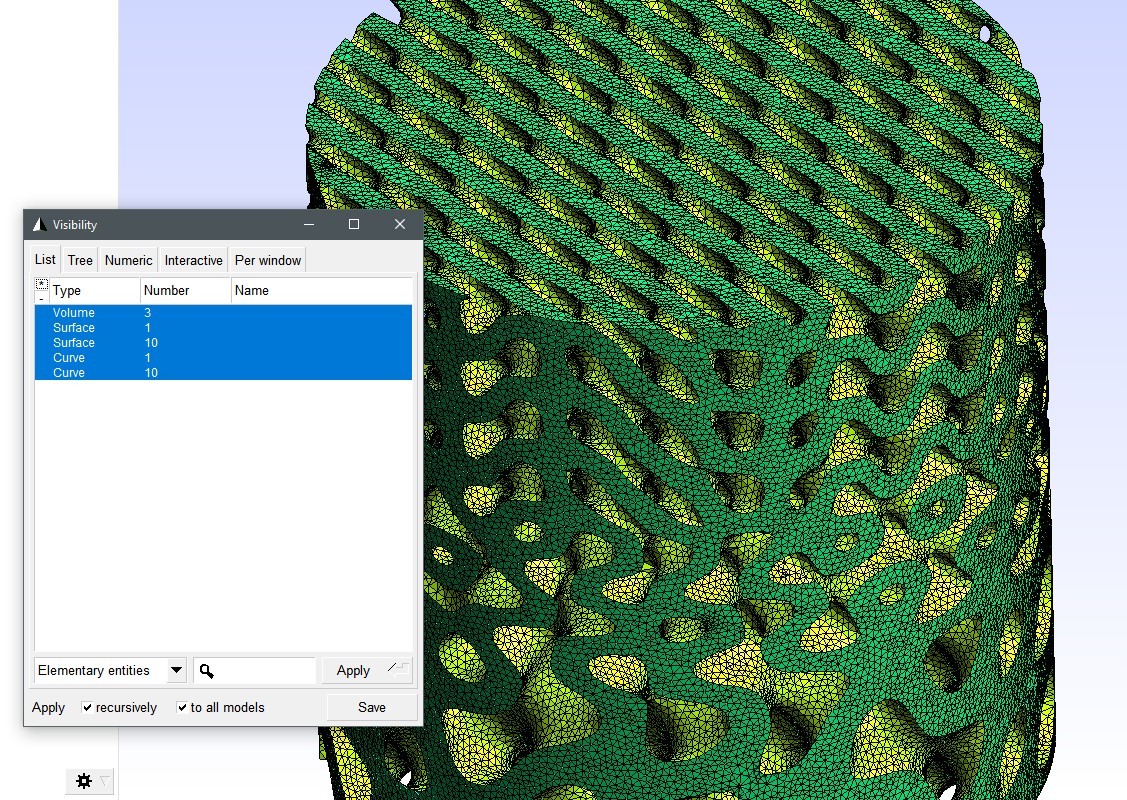 Visibility
List Tree Numeric Interactive Per window
* Type Number Name
-
Volume 3
Surface 1
Surface 10
Curve 1
Curve 10
Elementary entities Apply
Apply recursively to all models Save